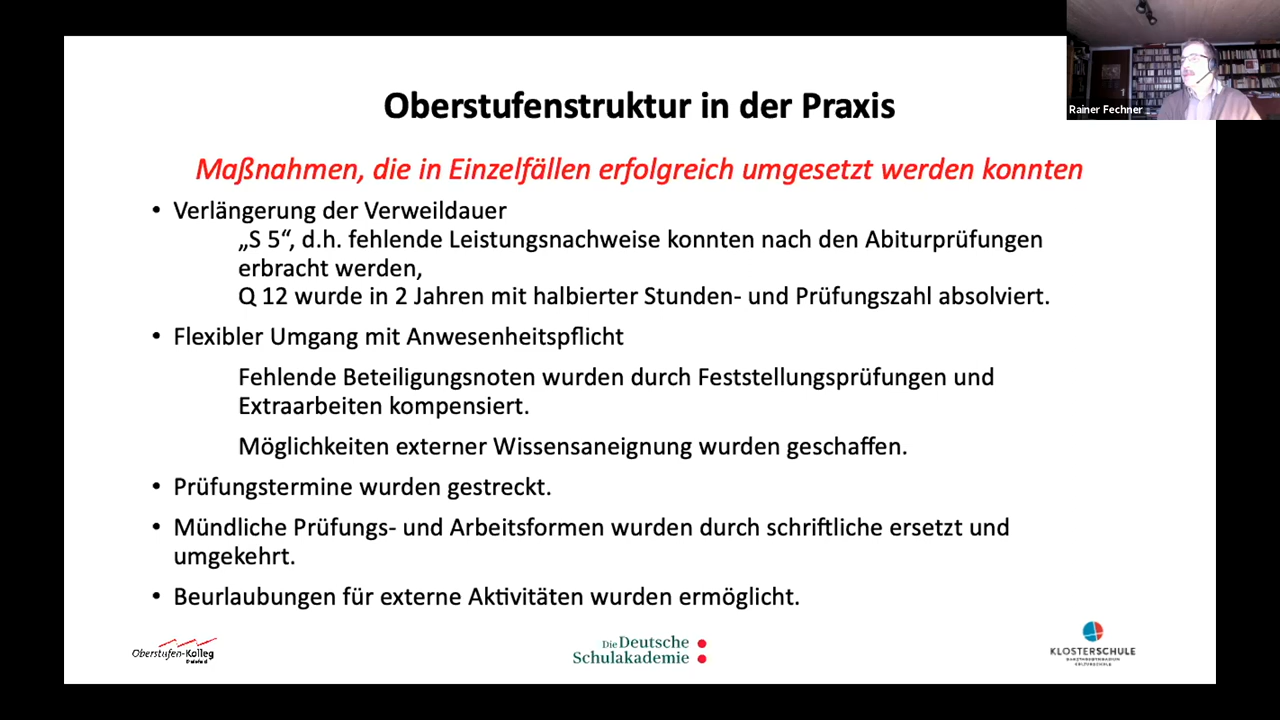 Oberstufenstruktur in der Praxis
Rainer Fechner
Maßnahmen, die in Einzelfällen erfolgreich umgesetzt werden konnten
• Verlängerung der Verweildauer
„S 5“, d.h. fehlende Leistungsnachweise konnten nach den Abiturprüfungen
erbracht werden,
Q 12 wurde in 2 Jahren mit halbierter Stunden- und Prüfungszahl absolviert.
• Flexibler Umgang mit Anwesenheitspflicht
Fehlende Beteiligungsnoten wurden durch Feststellungsprüfungen und
Extraarbeiten kompensiert.
Möglichkeiten externer Wissensaneignung wurden geschaffen.
• Prüfungstermine wurden gestreckt.
• Mündliche Prüfungs- und Arbeitsformen wurden durch schriftliche ersetzt und
umgekehrt.
• Beurlaubungen für externe Aktivitäten wurden ermöglicht.
Oberstufen-Kolleg
Bielefeld
Die Deutsche
Schulakademie
KLOSTERSCHULE
GANZTAGSGYMNASIUM
KULTURSCHULE